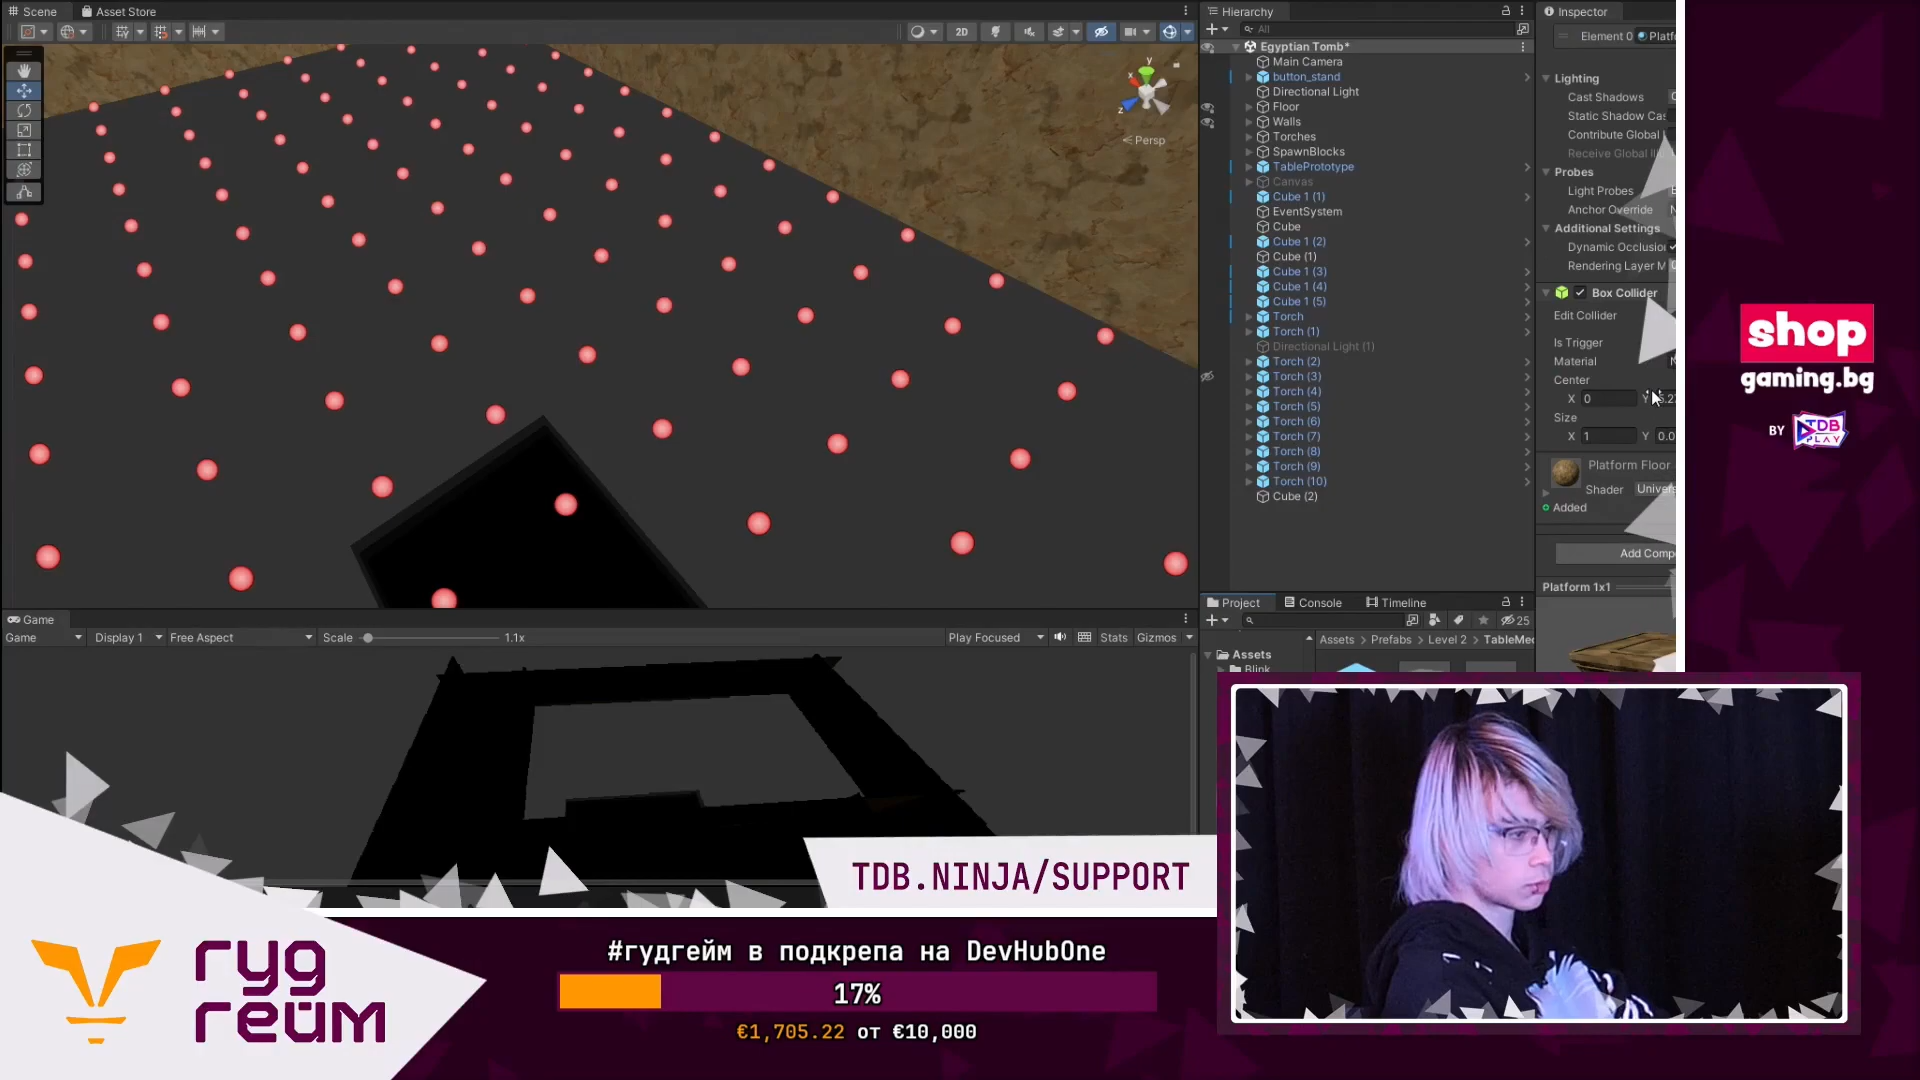 Scene
Asset Store
2D
y
x
z
Persp
Hierarchy
All
Egyptian Tomb*
Main Camera
button_stand
Directional Light
Floor
Walls
Torches
SpawnBlocks
TablePrototype
Canvas
Cube 1 (1)
EventSystem
Cube
Cube 1 (2)
Cube (1)
Cube 1 (3)
Cube 1 (4)
Cube 1 (5)
Torch
Torch (1)
Directional Light (1)
Torch (2)
Torch (3)
Torch (4)
Torch (5)
Torch (6)
Torch (7)
Torch (8)
Torch (9)
Torch (10)
Cube (2)
Inspector
Element 0
Lighting
Cast Shadows
Static Shadow Cas
Contribute Global
Receive Global
Probes
Light Probes
Anchor Override
Additional Settings
Dynamic Occlusio
Rendering Layer M
Box Collider
Edit Collider
Is Trigger
Material
Center
X 0 Y
Size
X 1 Y 0.0
Platform Floor
Shader Univers
Added
Add Comp
Platform 1x1
Project
Console
Timeline
25
Assets
Prefabs
Level 2
TableMec
Assets
Blink
Game
Game
Display 1
Free Aspect
Scale
1.1x
Play Focused
Stats
Gizmos
shop
gaming.bg
BY TDB
PLAY
TDB.NINJA/SUPPORT
гуд
гейм
#гудгейм в подкрепа на DevHubOne
17%
€1,705.22 от €10,000